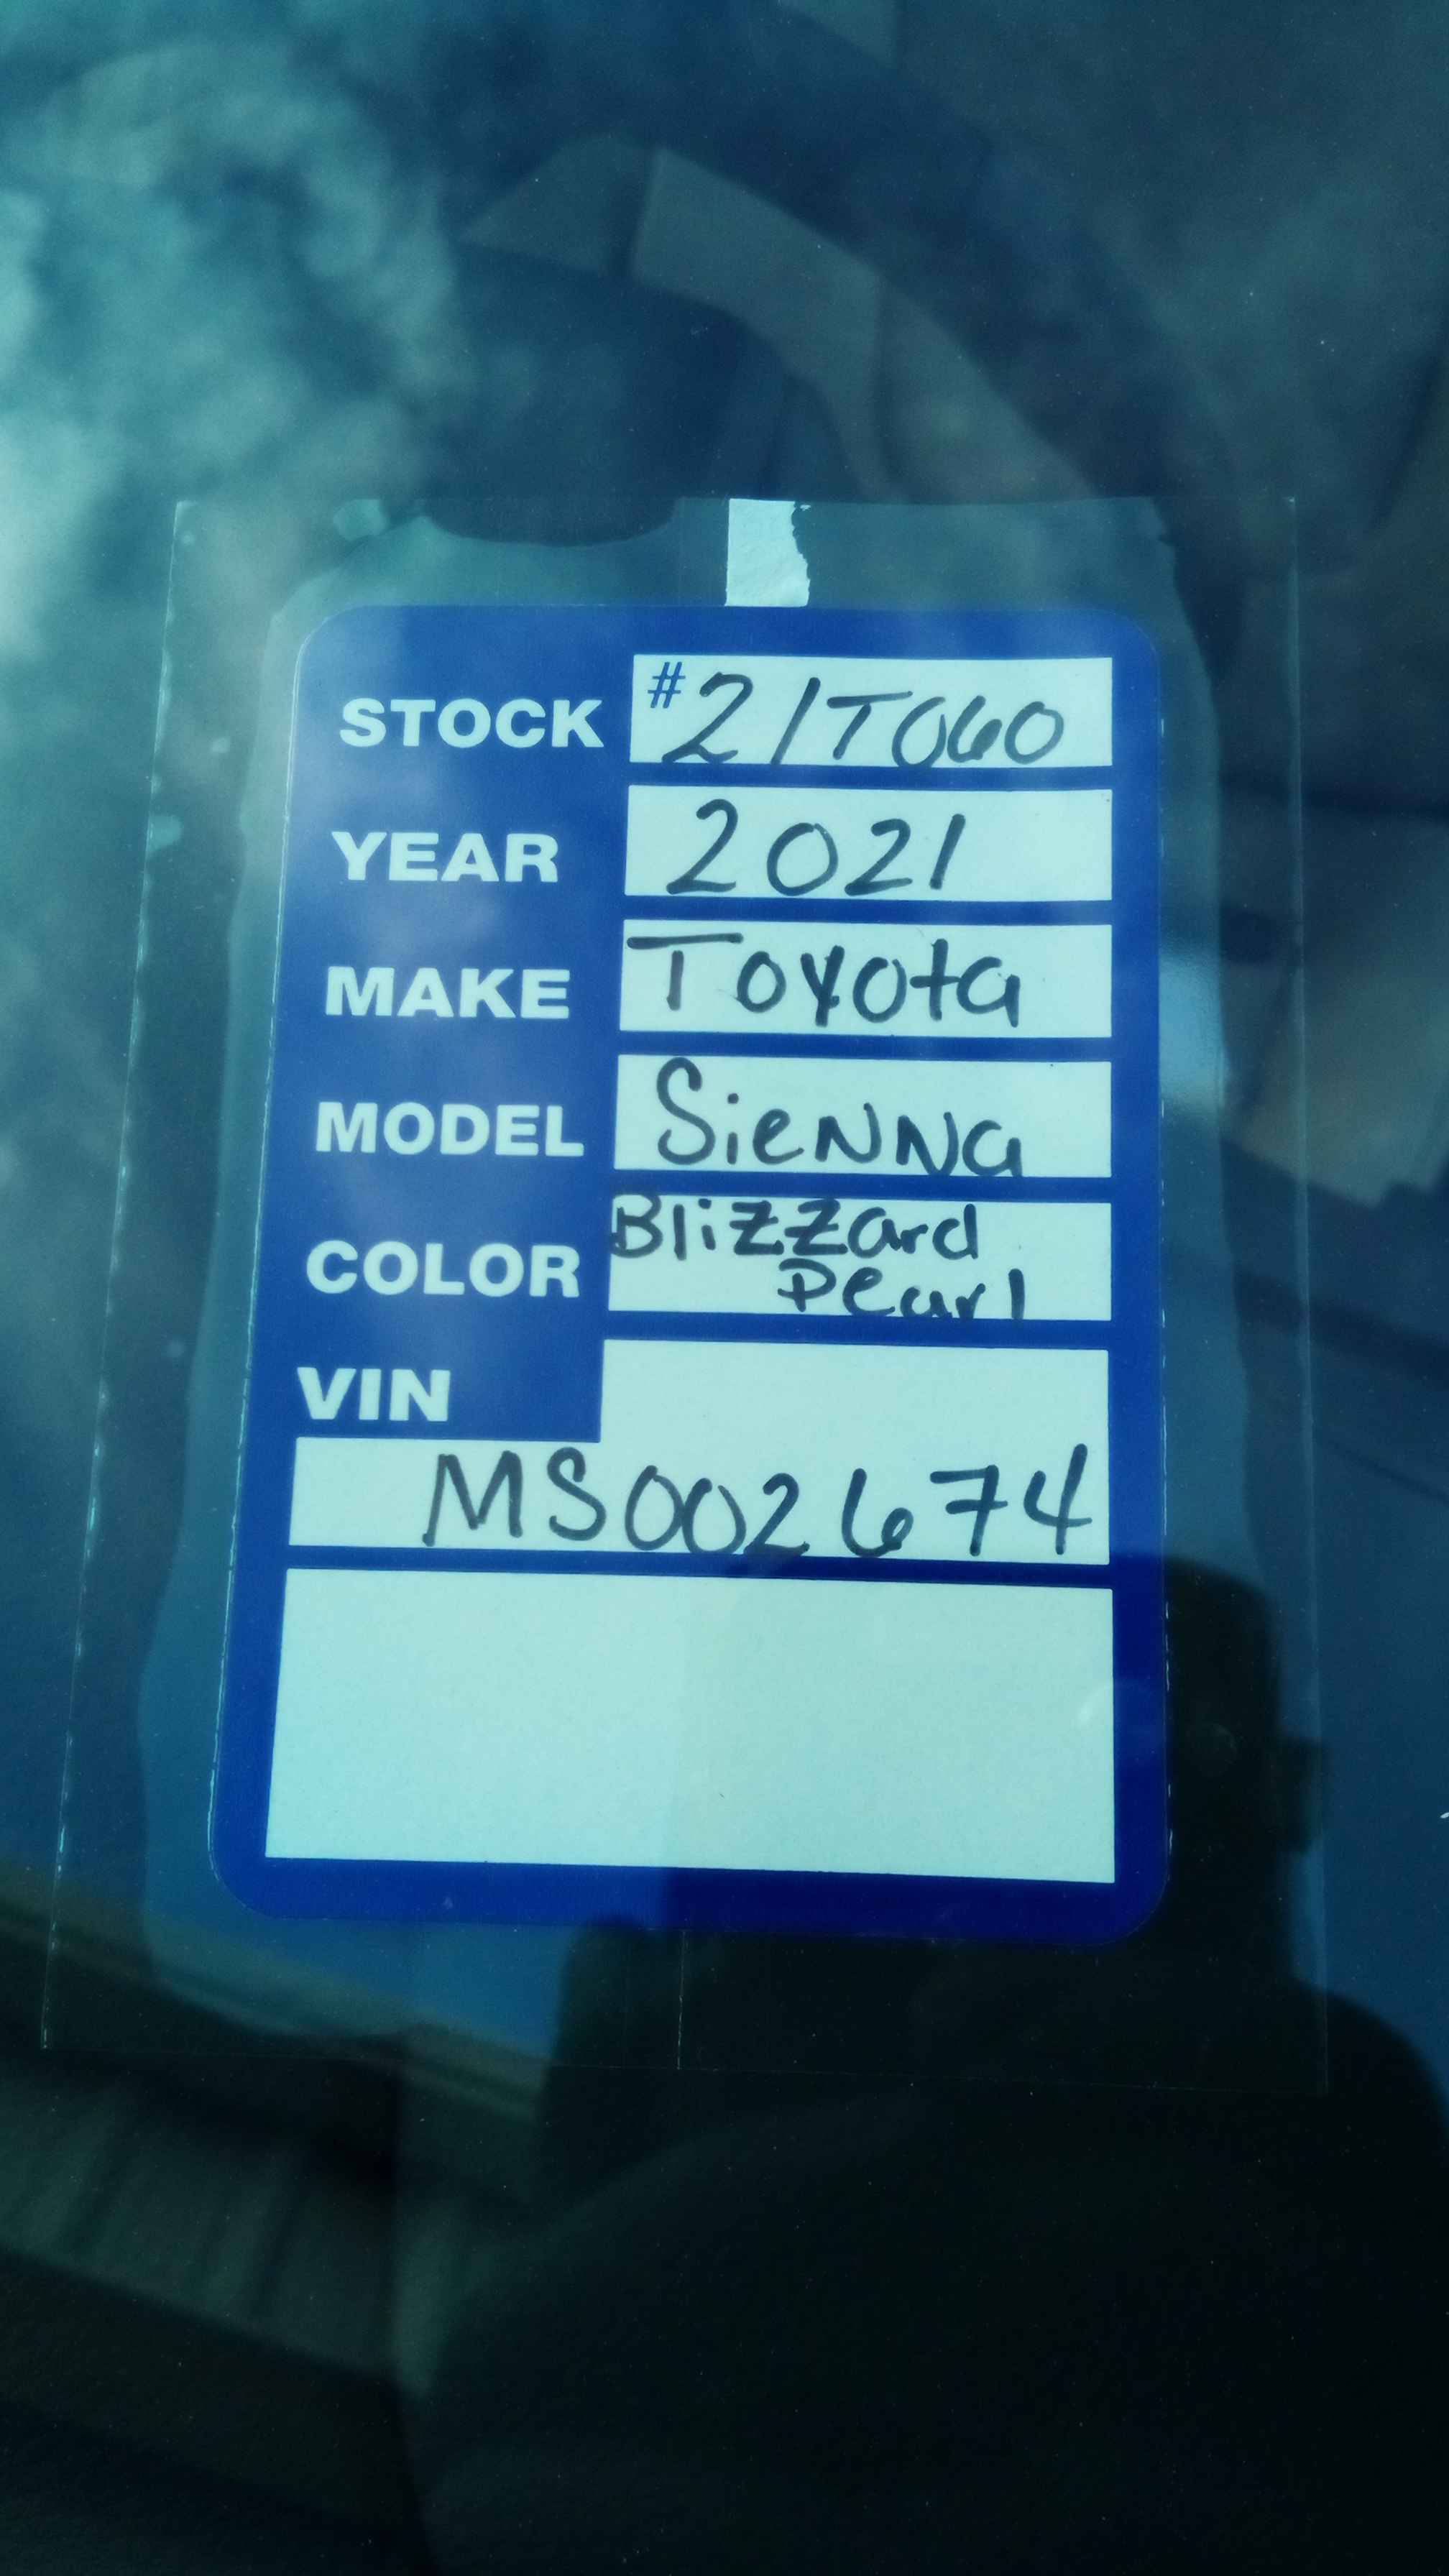 STOCK #21T060
YEAR 2021
MAKE Toyota
MODEL Sienna
COLOR Blizzard
Pearl
VIN
MS002674